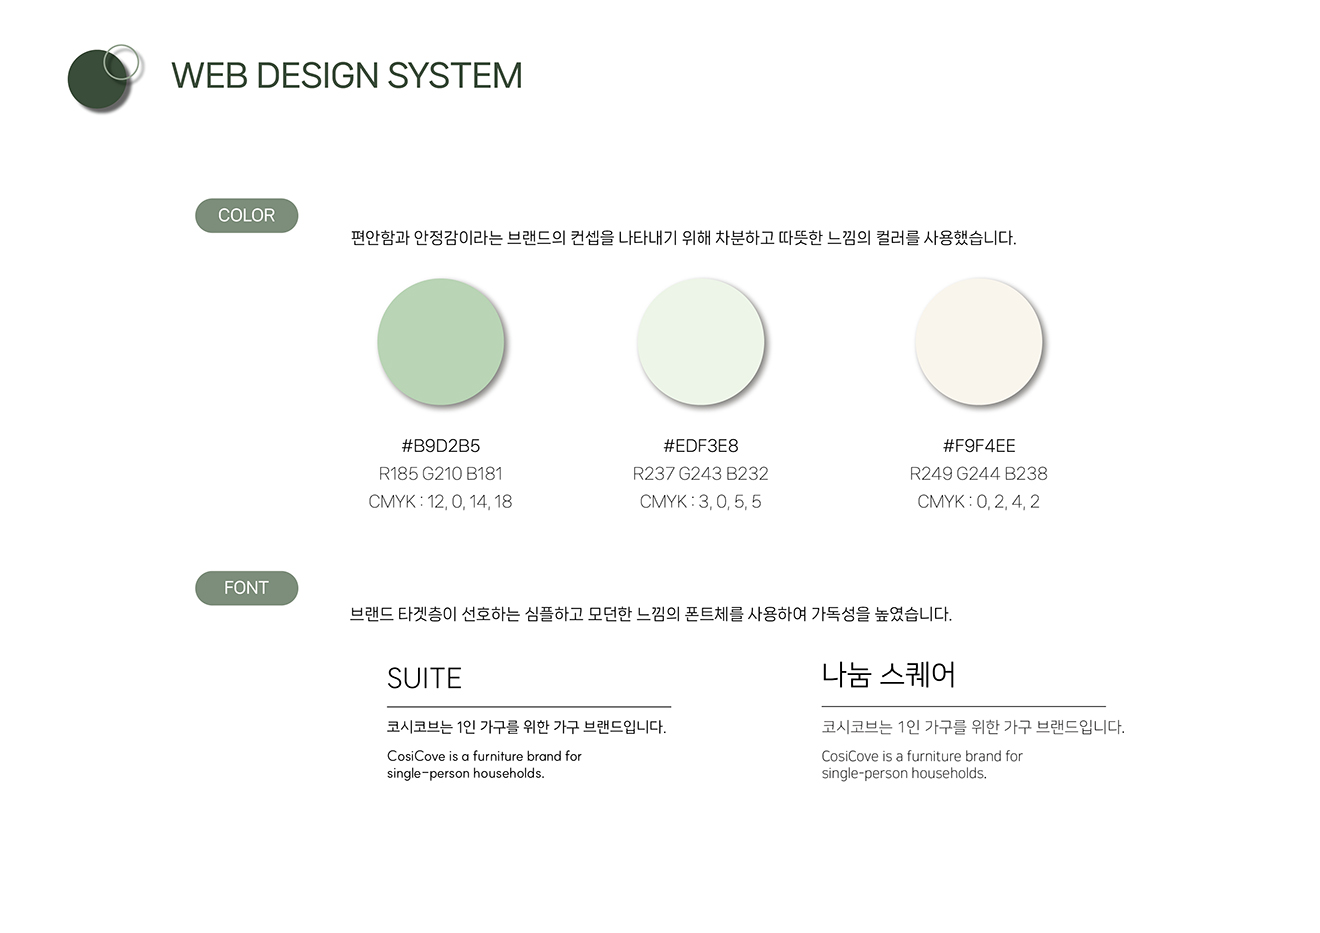 WEB DESIGN SYSTEM
COLOR
편안함과 안정감이라는 브랜드의 컨셉을 나타내기 위해 차분하고 따뜻한 느낌의 컬러를 사용했습니다.
#B9D2B5
#EDF3E8
#F9F4EE
R185 G210 B181
R237 G243 B232
R249 G244 B238
CMYK : 12, 0, 14, 18
CMYK : 3, 0, 5, 5
CMYK : 0, 2, 4, 2
FONT
브랜드 타겟층이 선호하는 심플하고 모던한 느낌의 폰트체를 사용하여 가독성을 높였습니다.
SUITE
코시코브는 1인 가구를 위한 가구 브랜드입니다.
CosiCove is a furniture brand for
single-person households.
나눔 스퀘어
코시코브는 1인 가구를 위한 가구 브랜드입니다.
CosiCove is a furniture brand for
single-person households.